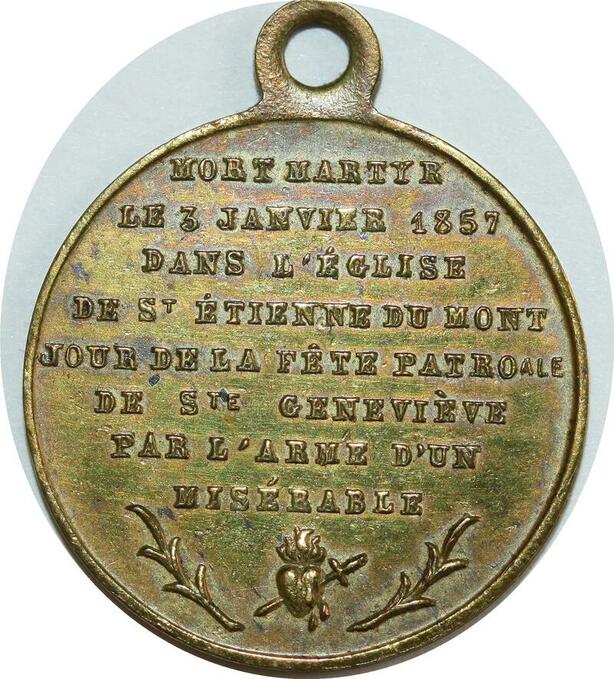 MORT MARTYR
LE 3 JANVIER 1857
DANS L'ÉGLISE
DE ST ÉTIENNE DU MONT
JOUR DE LA FÊTE PATROALE
DE STE GENEVIÈVE
PAR L'ARME D'UN
MISÉRABLE